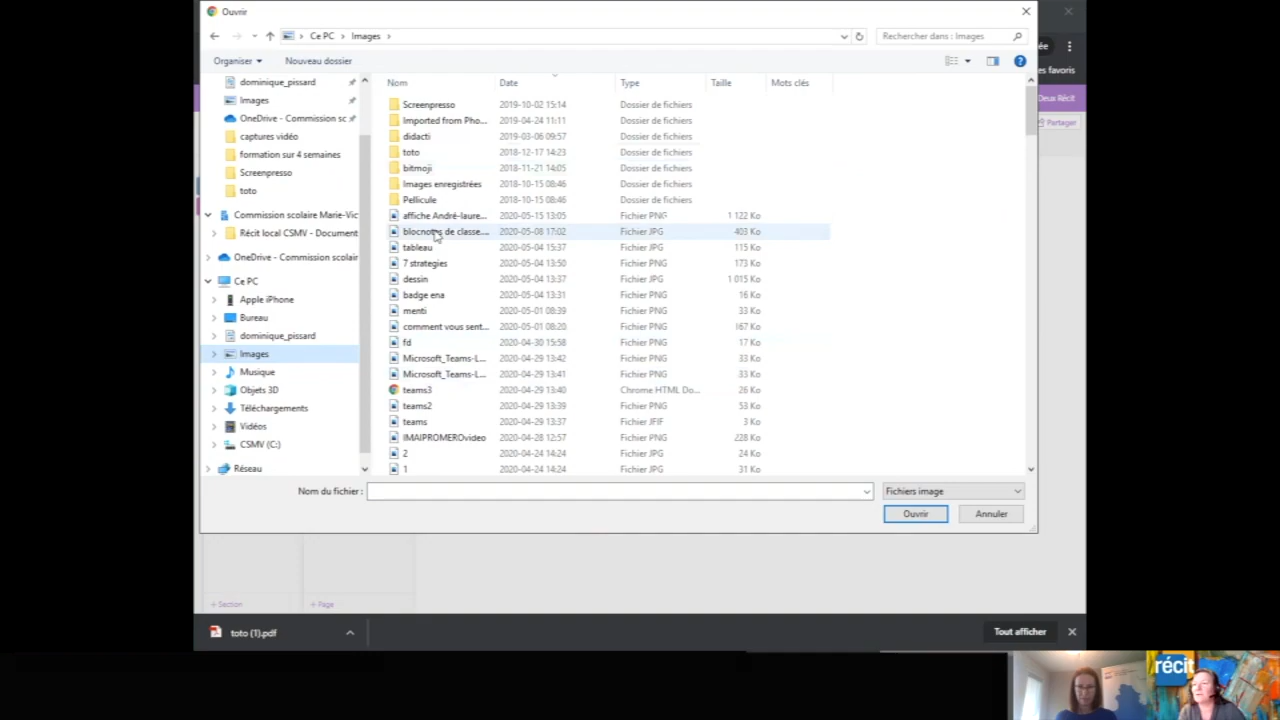 Ouvrir
Ce PC > Images >
Rechercher dans : Images
ée
es favoris
Organiser
Nouveau dossier
Deux Récit
Partager
dominique_pissard
Images
OneDrive - Commission sc
captures vidéo
formation sur 4 semaines
Screenpresso
toto
Commission scolaire Marie-Vic
Récit local CSMV - Document
OneDrive - Commission scolair
Ce PC
Apple iPhone
Bureau
dominique_pissard
Images
Musique
Objets 3D
Téléchargements
Vidéos
CSMV (C:)
Réseau
Nom Date Type Taille Mots clés
Screenpresso 2019-10-02 15:14 Dossier de fichiers
Imported from Pho... 2019-04-24 11:11 Dossier de fichiers
didacti 2019-03-06 09:57 Dossier de fichiers
toto 2018-12-17 14:23 Dossier de fichiers
bitmoji 2018-11-21 14:05 Dossier de fichiers
Images enregistrées 2018-10-15 08:46 Dossier de fichiers
Pellicule 2018-10-15 08:46 Dossier de fichiers
affiche André-laure... 2020-05-15 13:05 Fichier PNG 1 122 Ko
blocnotes de classe.... 2020-05-08 17:02 Fichier JPG 403 Ko
tableau 2020-05-04 15:37 Fichier JPG 115 Ko
7 strategies 2020-05-04 13:50 Fichier PNG 173 Ko
dessin 2020-05-04 13:37 Fichier JPG 1 015 Ko
badge ena 2020-05-04 13:31 Fichier PNG 16 Ko
menti 2020-05-01 08:39 Fichier PNG 33 Ko
comment vous sent... 2020-05-01 08:20 Fichier PNG 167 Ko
fd 2020-04-30 15:58 Fichier PNG 17 Ko
Microsoft_Teams-L... 2020-04-29 13:42 Fichier PNG 33 Ko
Microsoft_Teams-L... 2020-04-29 13:41 Fichier PNG 33 Ko
teams3 2020-04-29 13:40 Chrome HTML Do... 26 Ko
teams2 2020-04-29 13:39 Fichier PNG 53 Ko
teams 2020-04-29 13:37 Fichier JFIF 3 Ko
IMAIPROMEROvideo 2020-04-28 12:57 Fichier PNG 228 Ko
2 2020-04-24 14:24 Fichier JPG 24 Ko
1 2020-04-24 14:24 Fichier JPG 31 Ko
Nom du fichier :
Fichiers image
Ouvrir
Annuler
+ Section
+ Page
toto (1).pdf
Tout afficher
récit